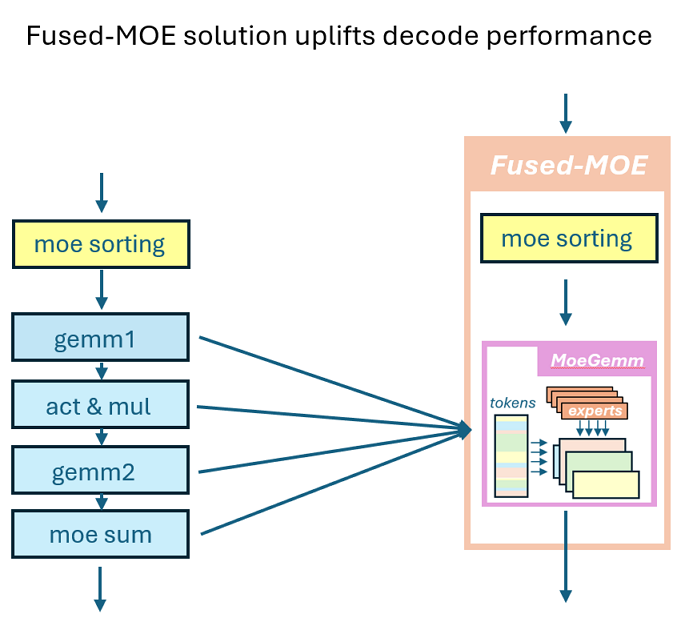 Fused-MOE solution uplifts decode performance
moe sorting
gemm1
act & mul
gemm2
moe sum
Fused-MOE
moe sorting
MoeGemm
tokens
experts